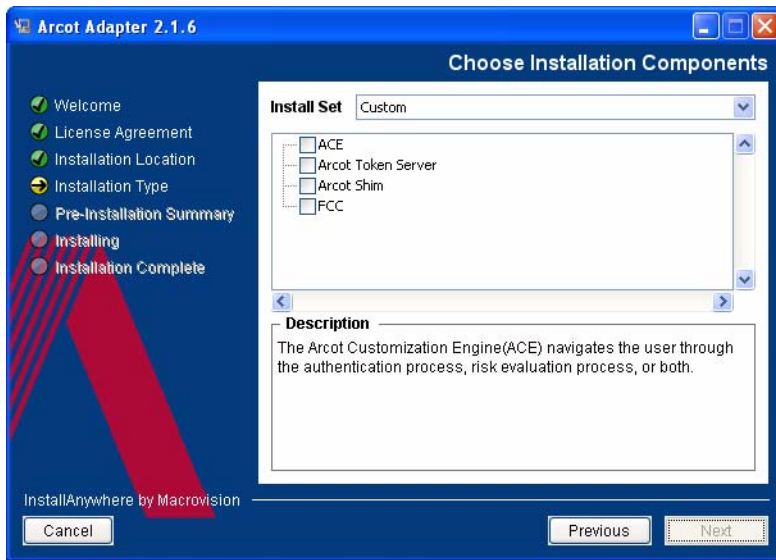 Arcot Adapter 2.1.6
Choose Installation Components
Welcome
License Agreement
Installation Location
Installation Type
Pre-Installation Summary
Installing
Installation Complete
Install Set Custom
ACE
Arcot Token Server
Arcot Shim
FCC
Description
The Arcot Customization Engine(ACE) navigates the user through
the authentication process, risk evaluation process, or both.
InstallAnywhere by Macrovision
Cancel Previous Next